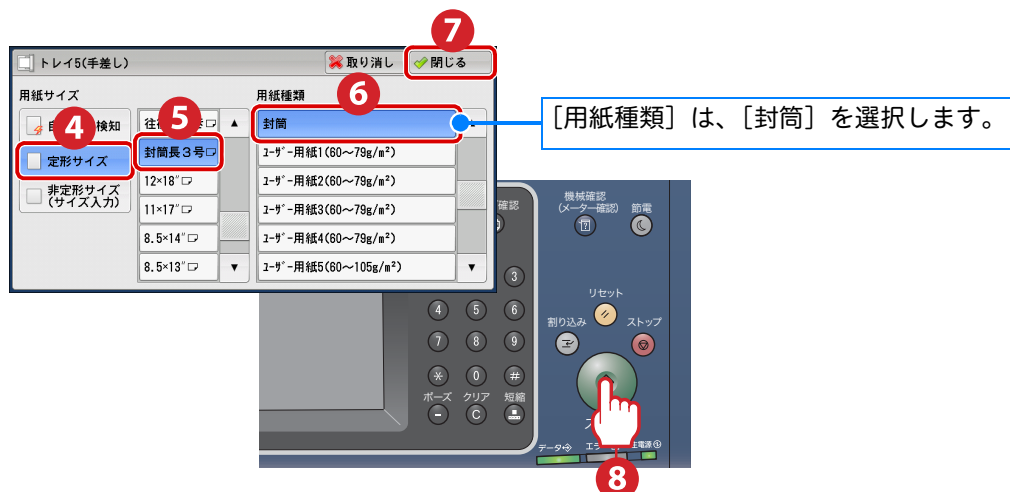 7
トレイ5(手差し)
取り消し
閉じる
用紙サイズ
用紙種類
6
4
検知
5
▲
封筒
[用紙種類］は、［封筒］を選択します。
定形サイズ
封筒長3号
ユーザー用紙1(60～79g/m²)
12×18"
ユーザー用紙2(60～79g/m²)
非定形サイズ
(サイズ入力)
11×17"
ユーザー用紙3(60～79g/m²)
8.5×14"
ユーザー用紙4(60～79g/m²)
8.5×13"
▼
ユーザー用紙5(60～105g/m²)
▼
確認
機械確認
(メーター確認)
節電
3
リセット
4
5
6
割り込み
ストップ
7
8
9
*
0
#
ポーズ
クリア
短縮
-
C
データ
主電源
8